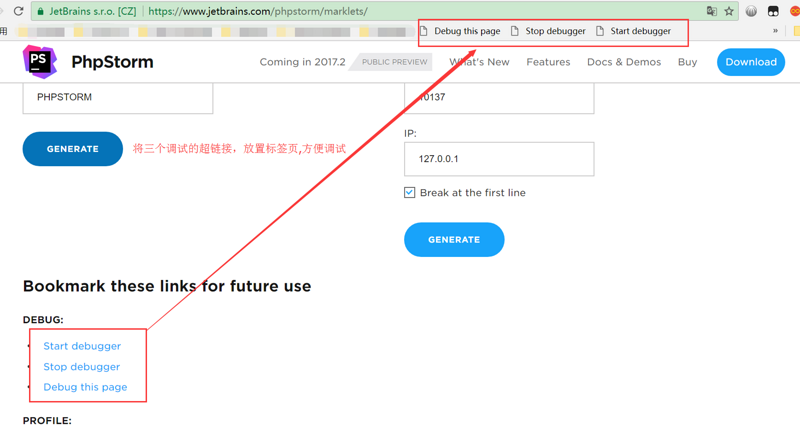 JetBrains s.r.o. [CZ]
https://www.jetbrains.com/phpstorm/marklets/
用
Debug this page
Stop debugger
Start debugger
»
PS
PhpStorm
Coming in 2017.2
PUBLIC PREVIEW
What's New
Features
Docs & Demos
Buy
Download
PHPSTORM
10137
GENERATE
将三个调试的超链接，放置标签页,方便调试
IP:
127.0.0.1
Break at the first line
GENERATE
Bookmark these links for future use
DEBUG:
Start debugger
Stop debugger
Debug this page
PROFILE: